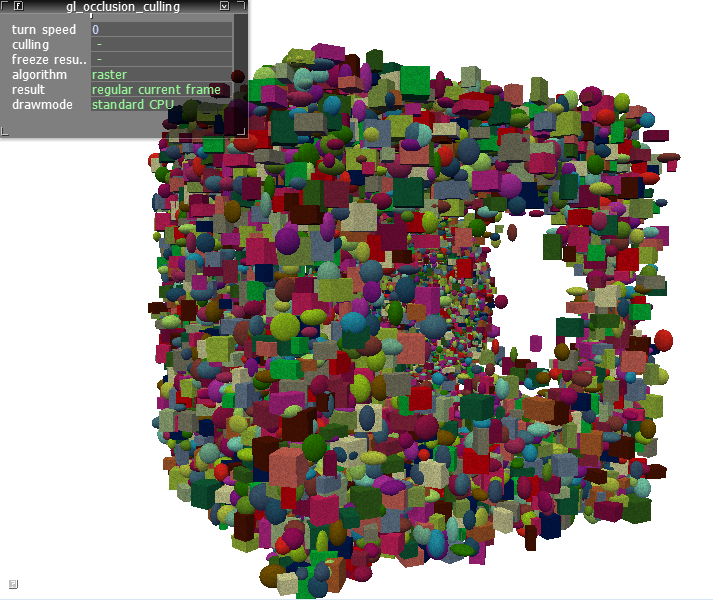 gl_occlusion_culling
turn speed 0
culling -
freeze resu.. -
algorithm raster
result regular current frame
drawmode standard CPU